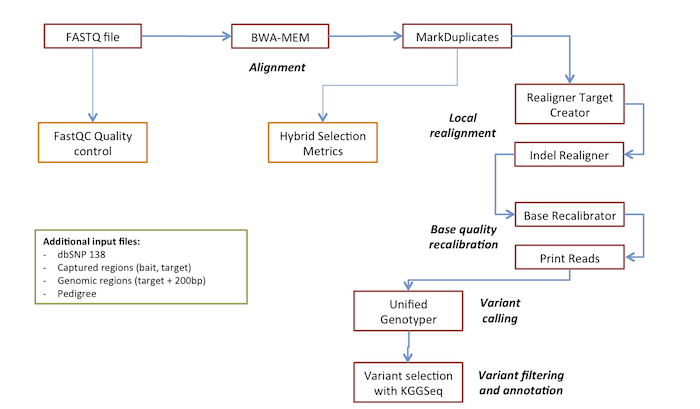 FASTQ file
BWA-MEM
MarkDuplicates
Alignment
Realigner Target
Creator
Local
realignment
FastQC Quality
control
Hybrid Selection
Metrics
Indel Realigner
Base Recalibrator
Base quality
recalibration
Additional input files:
- dbSNP 138
- Captured regions (bait, target)
- Genomic regions (target + 200bp)
- Pedigree
Print Reads
Unified
Genotyper
Variant
calling
Variant selection
with KGGSeq
Variant filtering
and annotation